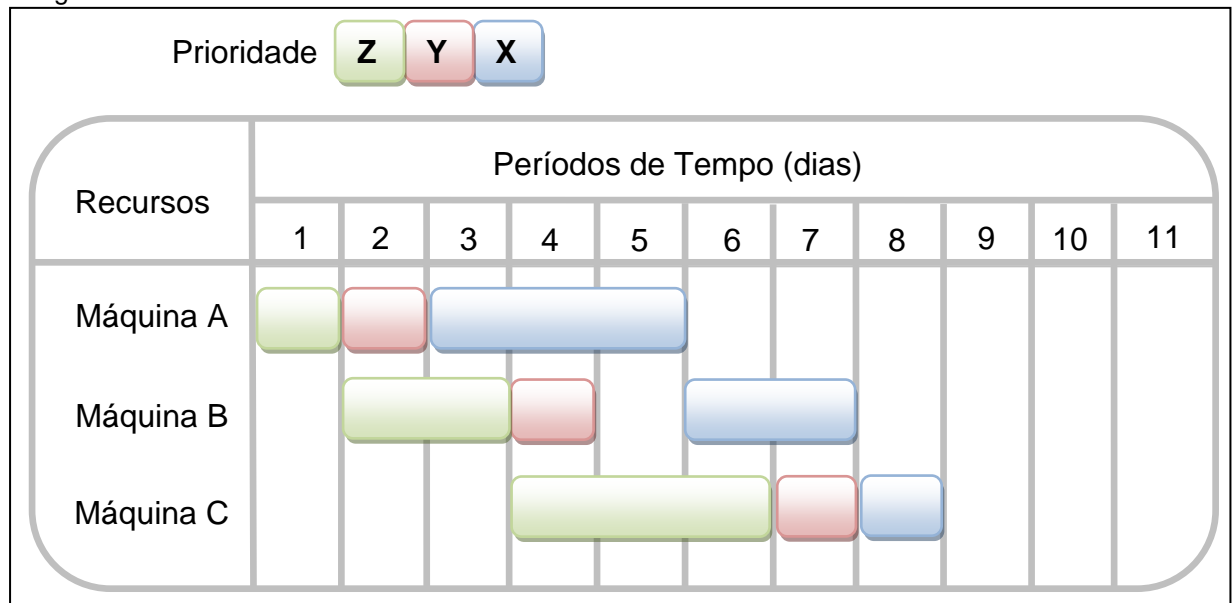 Prioridade Z Y X
Períodos de Tempo (dias)
Recursos
1 2 3 4 5 6 7 8 9 10 11
Máquina A
Máquina B
Máquina C